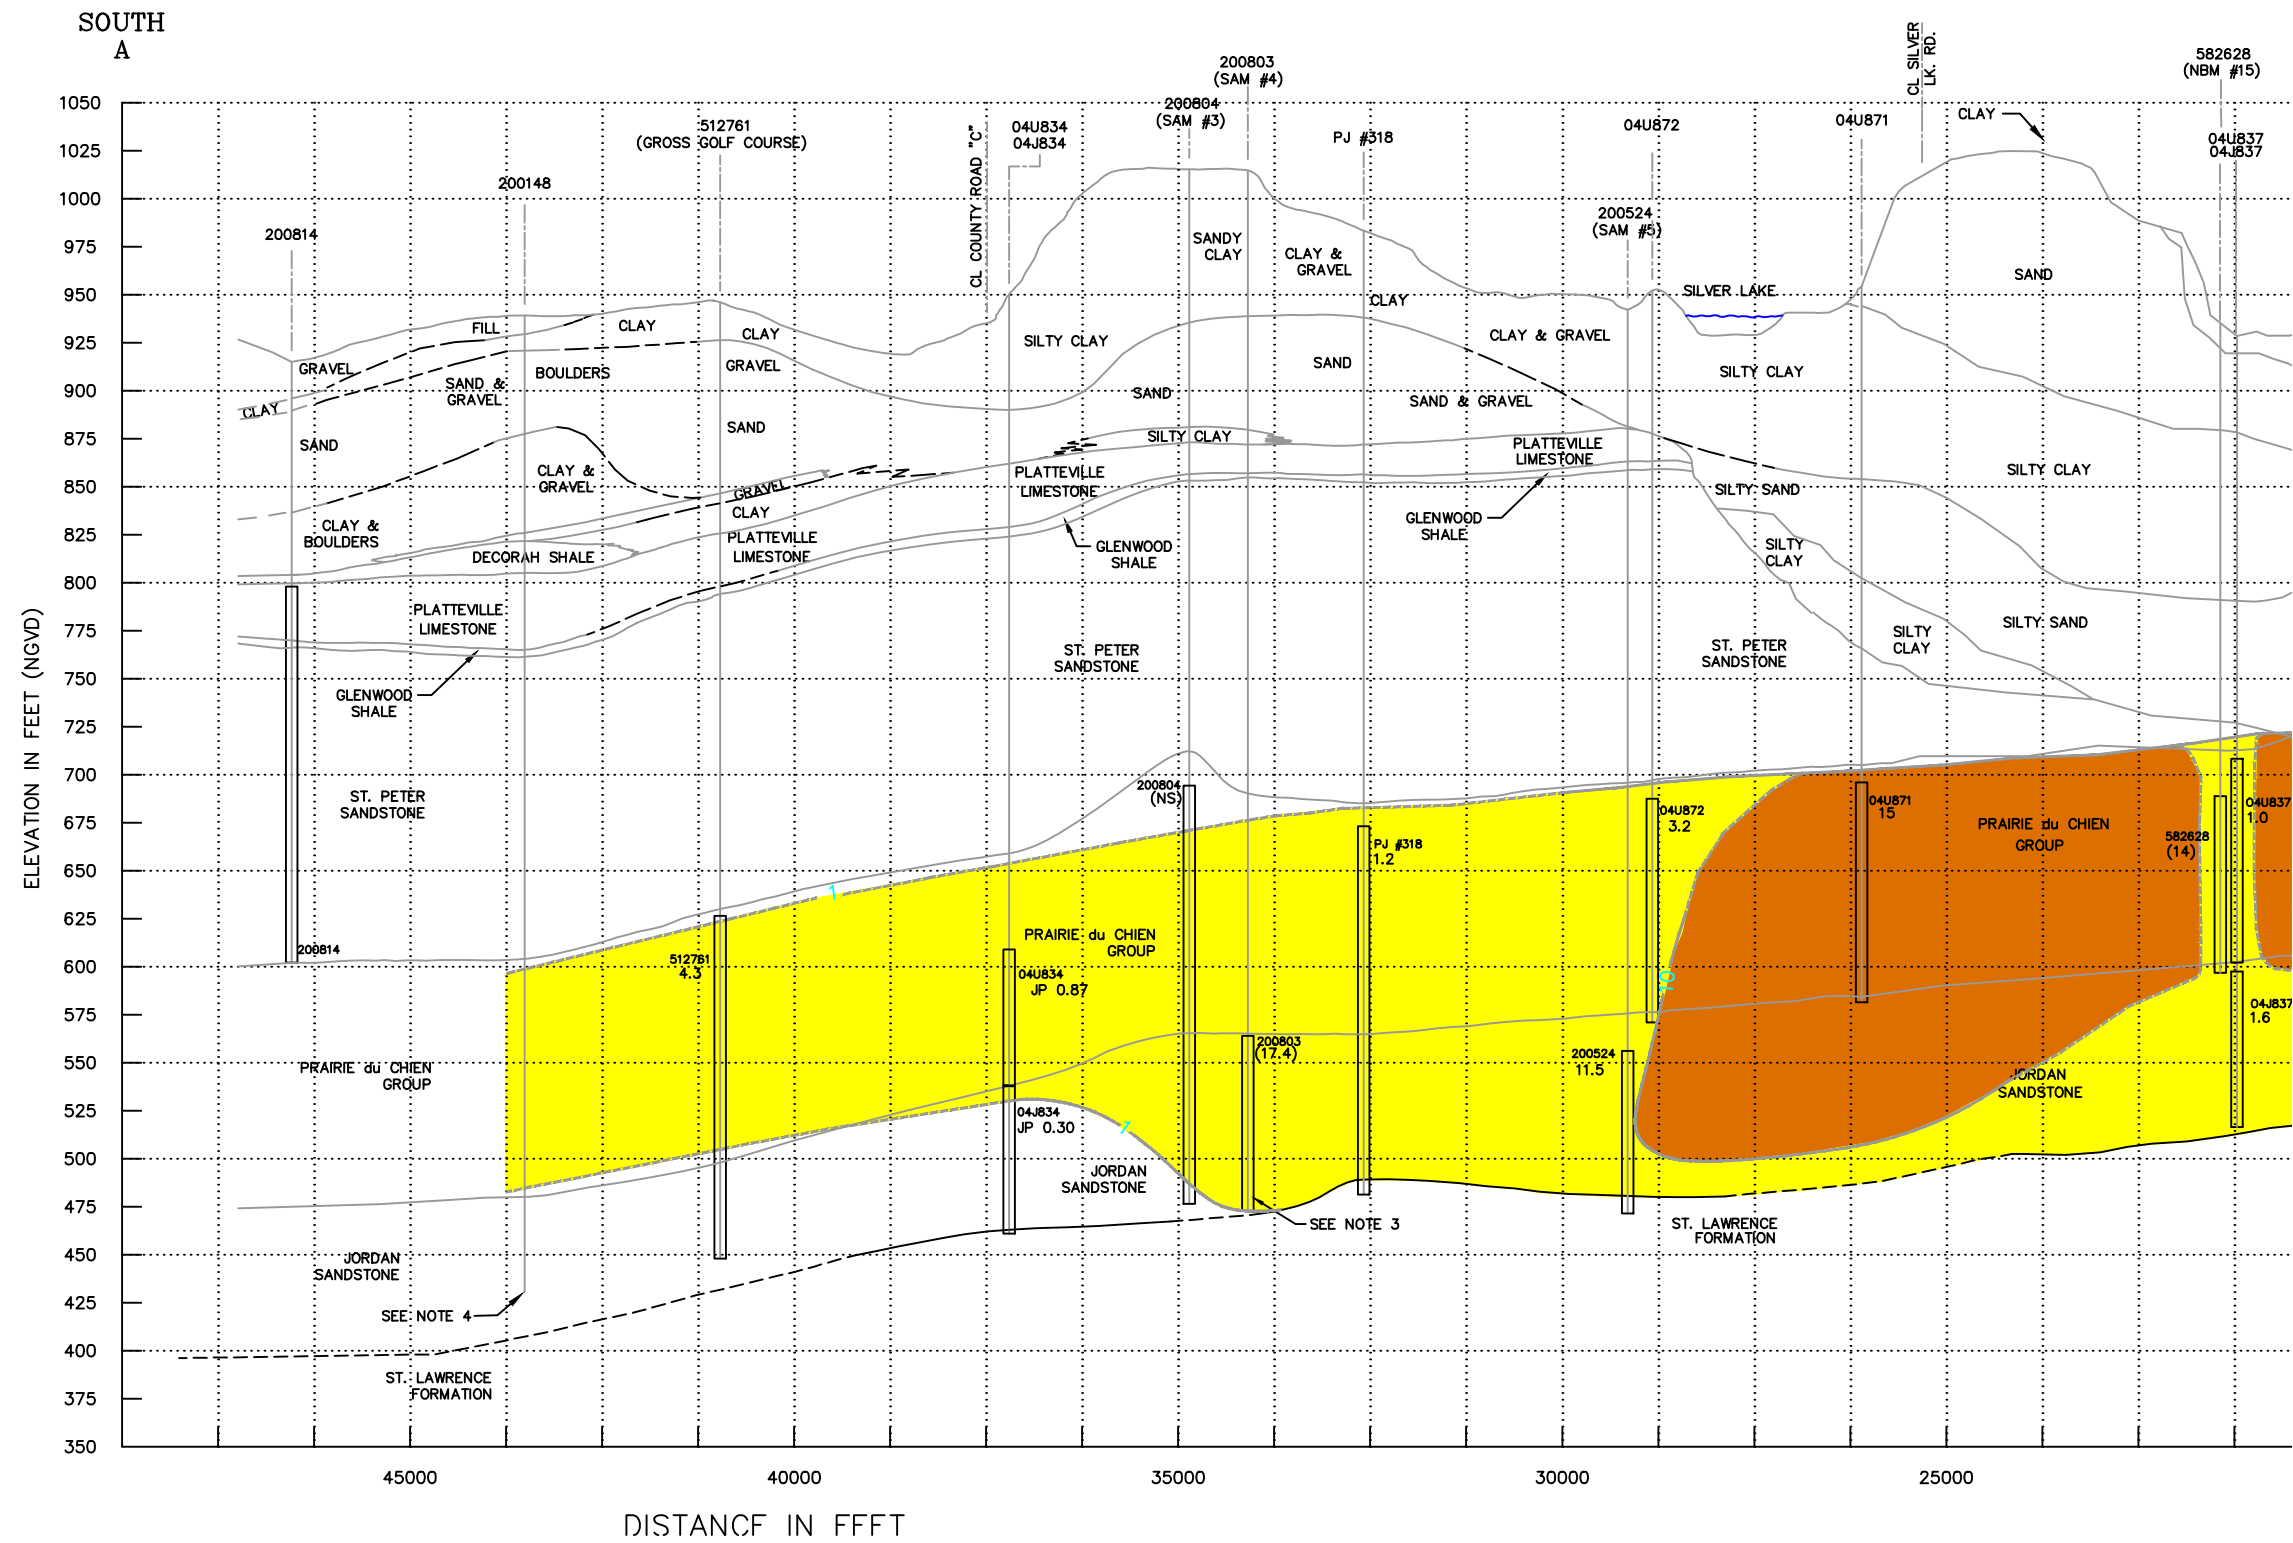 SOUTH
A
CL SILVER
LK. RD.
582628
(NBM #15)
200803
(SAM #4)
200804
(SAM #3)
1050
512761
(GROSS GOLF COURSE)
CL COUNTY ROAD "C"
04U834
04J834
PJ #318
04U872
04U871
CLAY
04U837
04J837
1025
200148
1000
200814
200524
(SAM #5)
975
SANDY
CLAY
CLAY &
GRAVEL
SAND
950
CLAY
SILVER LAKE
FILL
CLAY
CLAY
SILTY CLAY
CLAY & GRAVEL
925
GRAVEL
BOULDERS
GRAVEL
SAND
SILTY CLAY
900
CLAY
SAND &
GRAVEL
SAND
SAND & GRAVEL
SAND
SAND
SILTY CLAY
PLATTEVILLE
LIMESTONE
875
CLAY &
GRAVEL
GRAVEL
CLAY
PLATTEVILLE
LIMESTONE
SILTY CLAY
850
SILTY SAND
CLAY &
BOULDERS
DECORAH SHALE
PLATTEVILLE
LIMESTONE
GLENWOOD
SHALE
GLENWOOD
SHALE
SILTY
CLAY
825
800
PLATTEVILLE
LIMESTONE
SILTY SAND
775
ST. PETER
SANDSTONE
ST. PETER
SANDSTONE
SILTY
CLAY
750
GLENWOOD
SHALE
725
700
ST. PETER
SANDSTONE
200804
(NS)
04U872
3.2
04U871
15
04U837
1.0
675
PJ #318
1.2
PRAIRIE du CHIEN
GROUP
582628
(14)
650
1
625
200814
512761
4.3
PRAIRIE du CHIEN
GROUP
600
04U834
JP 0.87
10
04J837
1.6
575
PRAIRIE du CHIEN
GROUP
200803
(17.4)
200524
11.5
JORDAN
SANDSTONE
550
04J834
JP 0.30
1
525
500
JORDAN
SANDSTONE
475
SEE NOTE 3
ST. LAWRENCE
FORMATION
450
JORDAN
SANDSTONE
425
SEE NOTE 4
400
ST. LAWRENCE
FORMATION
375
350
ELEVATION IN FEET (NGVD)
45000
40000
35000
30000
25000
DISTANCE IN FEET